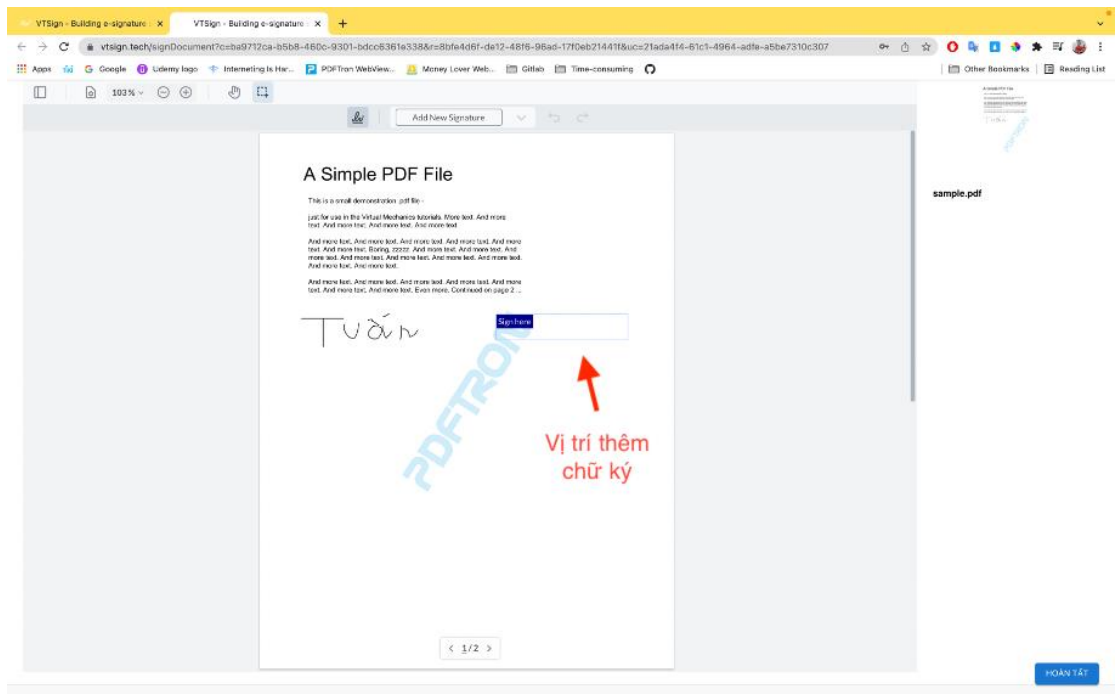 VTSign - Building e-signature
VTSign - Building e-signature
vtsign.tech/signDocument?c=ba9712ca-b5b8-460c-9301-bdcc6361e338&r=8bfe4d6f-de12-48f6-96ad-17f0eb21441f&uc=21ada4f4-61c1-4964-adfe-a5be7310c307
Apps Google Udemy logo Interneting Is Har... PDFTron WebView... Money Lover Web... Gitlab Time-consuming Other Bookmarks Reading List
103%
Add New Signature
A Simple PDF File
This is a small demonstration .pdf file -
just for use in the Virtual Mechanics tutorials. More text. And more
text. And more text. And more text. And more text.
And more text. And more text. And more text. And more text. And more
text. And more text. Boring, zzzzz. And more text. And more text. And
more text. And more text. And more text. And more text. And more text.
And more text. And more text.
And more text. And more text. And more text. And more text. And more
text. And more text. And more text. Even more. Continued on page 2 ...
Tuấn
Sign here
PDFTRON
Vị trí thêm
chữ ký
1/2
sample.pdf
HOÀN TẤT